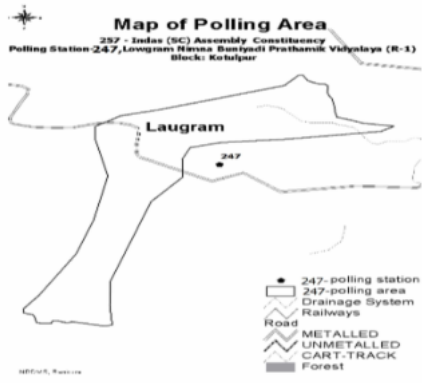 Map of Polling Area
257 - Indas (SC) Assembly Constituency
Polling Station-247,Lowgram Nimna Buniyadi Prathamik Vidyalaya (R-1)
Block: Kotulpur
Laugram
247
247-polling station
247-polling area
Drainage System
Railways
Road
METALLED
UNMETALLED
CART-TRACK
Forest